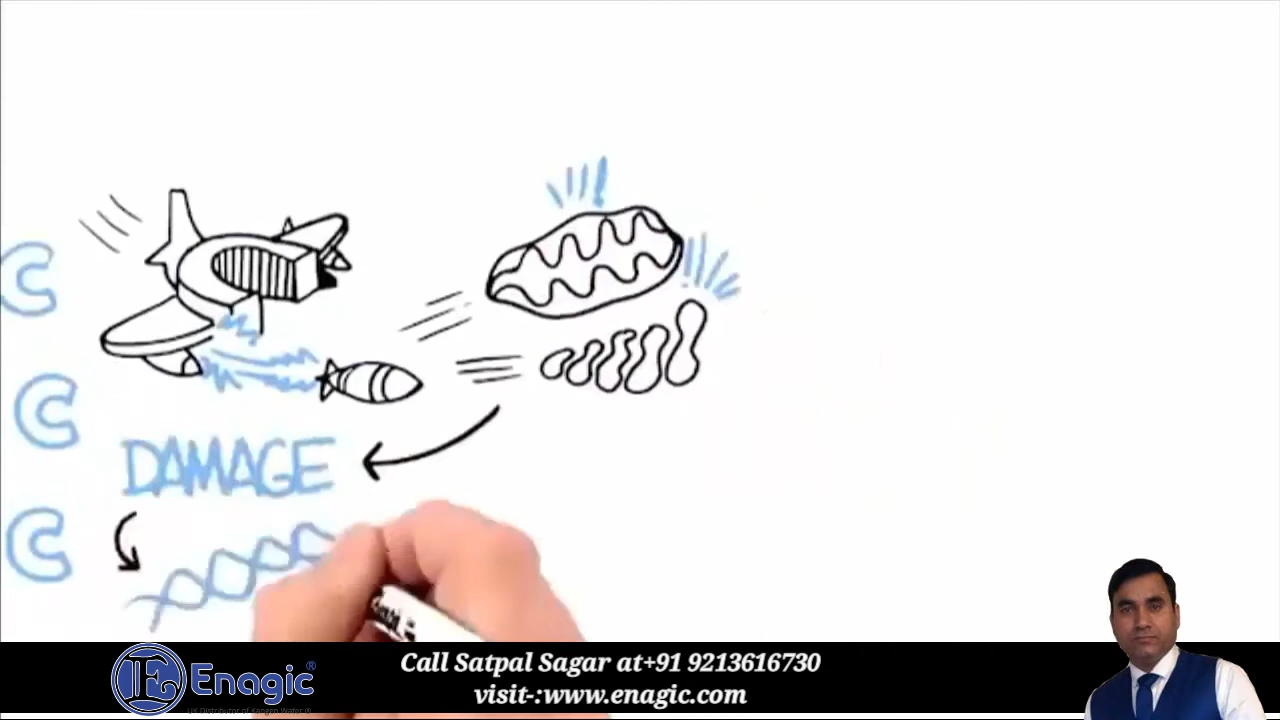 C
C
DAMAGE
C
Enagic®
Call Satpal Sagar at+91 9213616730
visit-:www.enagic.com